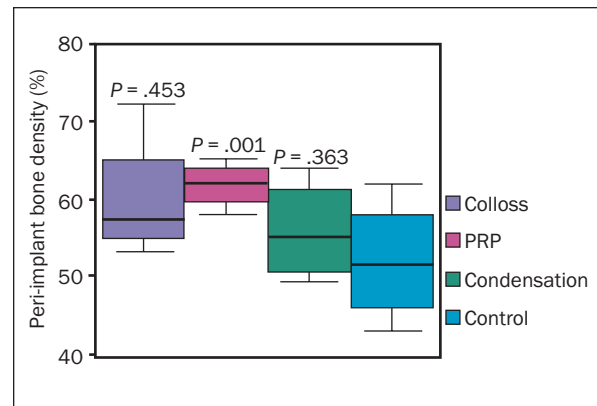 Peri-implant bone density (%)
80
70
60
50
40
P = .453
P = .001
P = .363
Colloss
PRP
Condensation
Control